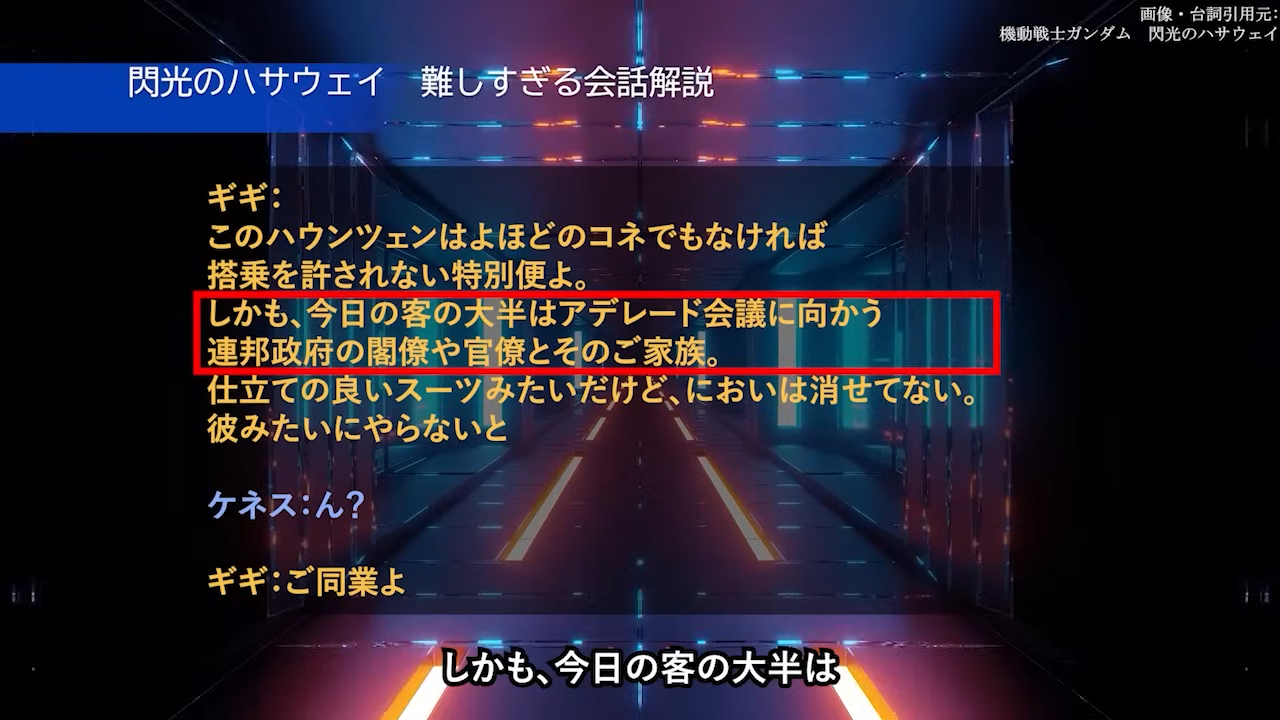 画像・台詞引用元:
機動戦士ガンダム　閃光のハサウェイ
閃光のハサウェイ　難しすぎる会話解説
ギギ:
このハウンツェンはよほどのコネでもなければ
搭乗を許されない特別便よ。
しかも、今日の客の大半はアデレード会議に向かう
連邦政府の閣僚や官僚とそのご家族。
仕立ての良いスーツみたいだけど、においは消せてない。
彼みたいにやらないと
ケネス:ん?
ギギ:ご同業よ
しかも、今日の客の大半は